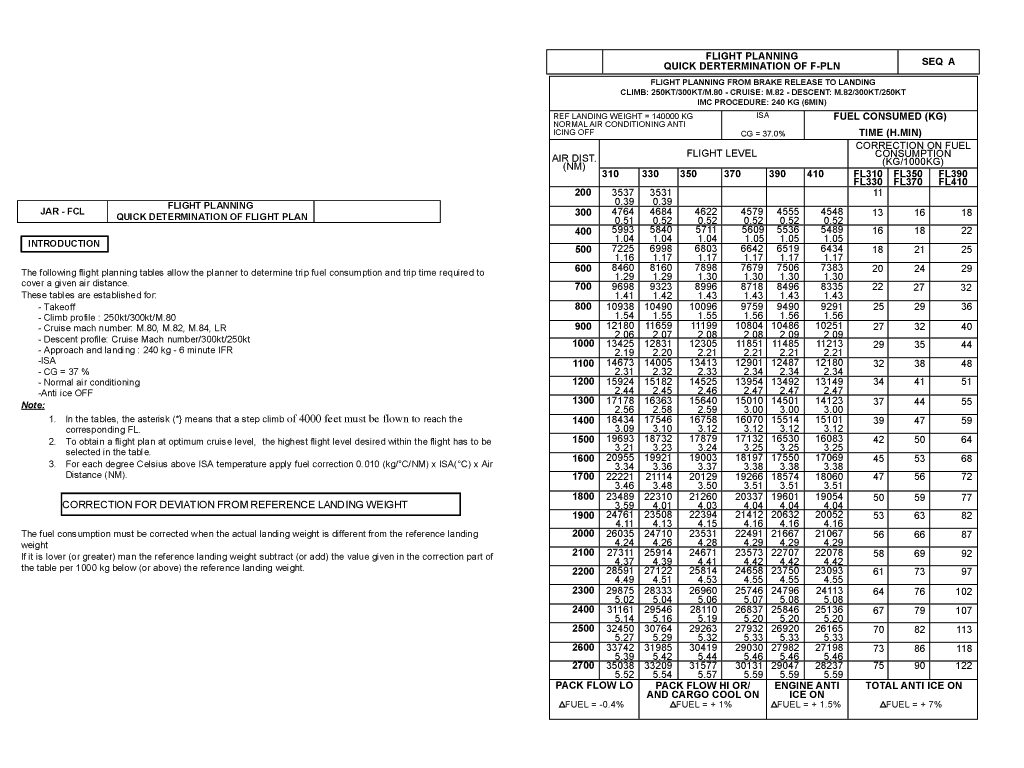 JAR - FCL
FLIGHT PLANNING
QUICK DETERMINATION OF FLIGHT PLAN
INTRODUCTION
The following flight planning tables allow the planner to determine trip fuel consumption and trip time required to
cover a given air distance.
These tables are established for:
- Takeoff
- Climb profile : 250kt/300kt/M.80
- Cruise mach number: M.80, M.82, M.84, LR
- Descent profile: Cruise Mach number/300kt/250kt
- Approach and landing : 240 kg - 6 minute IFR
-ISA
- CG = 37 %
- Normal air conditioning
-Anti ice OFF
Note:
1. In the tables, the asterisk (*) means that a step climb of 4000 feet must be flown to reach the
corresponding FL.
2. To obtain a flight plan at optimum cruise level, the highest flight level desired within the flight has to be
selected in the table.
3. For each degree Celsius above ISA temperature apply fuel correction 0.010 (kg/°C/NM) x ISA(°C) x Air
Distance (NM).
CORRECTION FOR DEVIATION FROM REFERENCE LANDING WEIGHT
The fuel consumption must be corrected when the actual landing weight is different from the reference landing
weight
If it is lover (or greater) man the reference landing weight subtract (or add) the value given in the correction part of
the table per 1000 kg below (or above) the reference landing weight.
FLIGHT PLANNING
QUICK DERTERMINATION OF F-PLN
SEQ A
FLIGHT PLANNING FROM BRAKE RELEASE TO LANDING
CLIMB: 250KT/300KT/M.80 - CRUISE: M.82 - DESCENT: M.82/300KT/250KT
IMC PROCEDURE: 240 KG (6MIN)
REF LANDING WEIGHT = 140000 KG
NORMAL AIR CONDITIONING ANTI
ICING OFF
ISA
CG = 37.0%
FUEL CONSUMED (KG)
TIME (H.MIN)
AIR DIST.
(NM)
FLIGHT LEVEL
CORRECTION ON FUEL
CONSUMPTION
(KG/1000KG)
310 330 350 370 390 410
FL310 FL350 FL390
FL330 FL370 FL410
200 3537 3531 11
0.39 0.39
300 4764 4684 4622 4579 4555 4548 13 16 18
0.51 0.52 0.52 0.52 0.52 0.52
400 5993 5840 5711 5609 5536 5489 16 18 22
1.04 1.04 1.04 1.05 1.05 1.05
500 7225 6998 6803 6642 6519 6434 18 21 25
1.16 1.17 1.17 1.17 1.17 1.17
600 8460 8160 7898 7679 7506 7383 20 24 29
1.29 1.29 1.30 1.30 1.30 1.30
700 9698 9323 8996 8718 8496 8335 22 27 32
1.41 1.42 1.43 1.43 1.43 1.43
800 10938 10490 10096 9759 9490 9291 25 29 36
1.54 1.55 1.55 1.56 1.56 1.56
900 12180 11659 11199 10804 10486 10251 27 32 40
2.06 2.07 2.08 2.08 2.09 2.09
1000 13425 12831 12305 11851 11485 11213 29 35 44
2.19 2.20 2.21 2.21 2.21 2.21
1100 14673 14005 13413 12901 12487 12180 32 38 48
2.31 2.32 2.33 2.34 2.34 2.34
1200 15924 15182 14525 13954 13492 13149 34 41 51
2.44 2.45 2.46 2.47 2.47 2.47
1300 17178 16363 15640 15010 14501 14123 37 44 55
2.56 2.58 2.59 3.00 3.00 3.00
1400 18434 17546 16758 16070 15514 15101 39 47 59
3.09 3.10 3.12 3.12 3.12 3.12
1500 19693 18732 17879 17132 16530 16083 42 50 64
3.21 3.23 3.24 3.25 3.25 3.25
1600 20955 19921 19003 18197 17550 17069 45 53 68
3.34 3.36 3.37 3.38 3.38 3.38
1700 22221 21114 20129 19266 18574 18060 47 56 72
3.46 3.48 3.50 3.51 3.51 3.51
1800 23489 22310 21260 20337 19601 19054 50 59 77
3.59 4.01 4.03 4.04 4.04 4.04
1900 24761 23508 22394 21412 20632 20052 53 63 82
4.11 4.13 4.15 4.16 4.16 4.16
2000 26035 24710 23531 22491 21667 21067 56 66 87
4.24 4.26 4.28 4.29 4.29 4.29
2100 27311 25914 24671 23573 22707 22078 58 69 92
4.37 4.39 4.41 4.42 4.42 4.42
2200 28591 27122 25814 24658 23750 23093 61 73 97
4.49 4.51 4.53 4.55 4.55 4.55
2300 29875 28333 26960 25746 24796 24113 64 76 102
5.02 5.04 5.06 5.07 5.08 5.08
2400 31161 29546 28110 26837 25846 25136 67 79 107
5.14 5.16 5.19 5.20 5.20 5.20
2500 32450 30764 29263 27932 26920 26165 70 82 113
5.27 5.29 5.32 5.33 5.33 5.33
2600 33742 31985 30419 29030 27982 27198 73 86 118
5.39 5.42 5.44 5.46 5.46 5.46
2700 35038 33209 31577 30131 29047 28237 75 90 122
5.52 5.54 5.57 5.59 5.59 5.59
PACK FLOW LO
ΔFUEL = -0.4%
PACK FLOW HI OR/
AND CARGO COOL ON
ΔFUEL = + 1%
ENGINE ANTI
ICE ON
ΔFUEL = + 1.5%
TOTAL ANTI ICE ON
ΔFUEL = + 7%